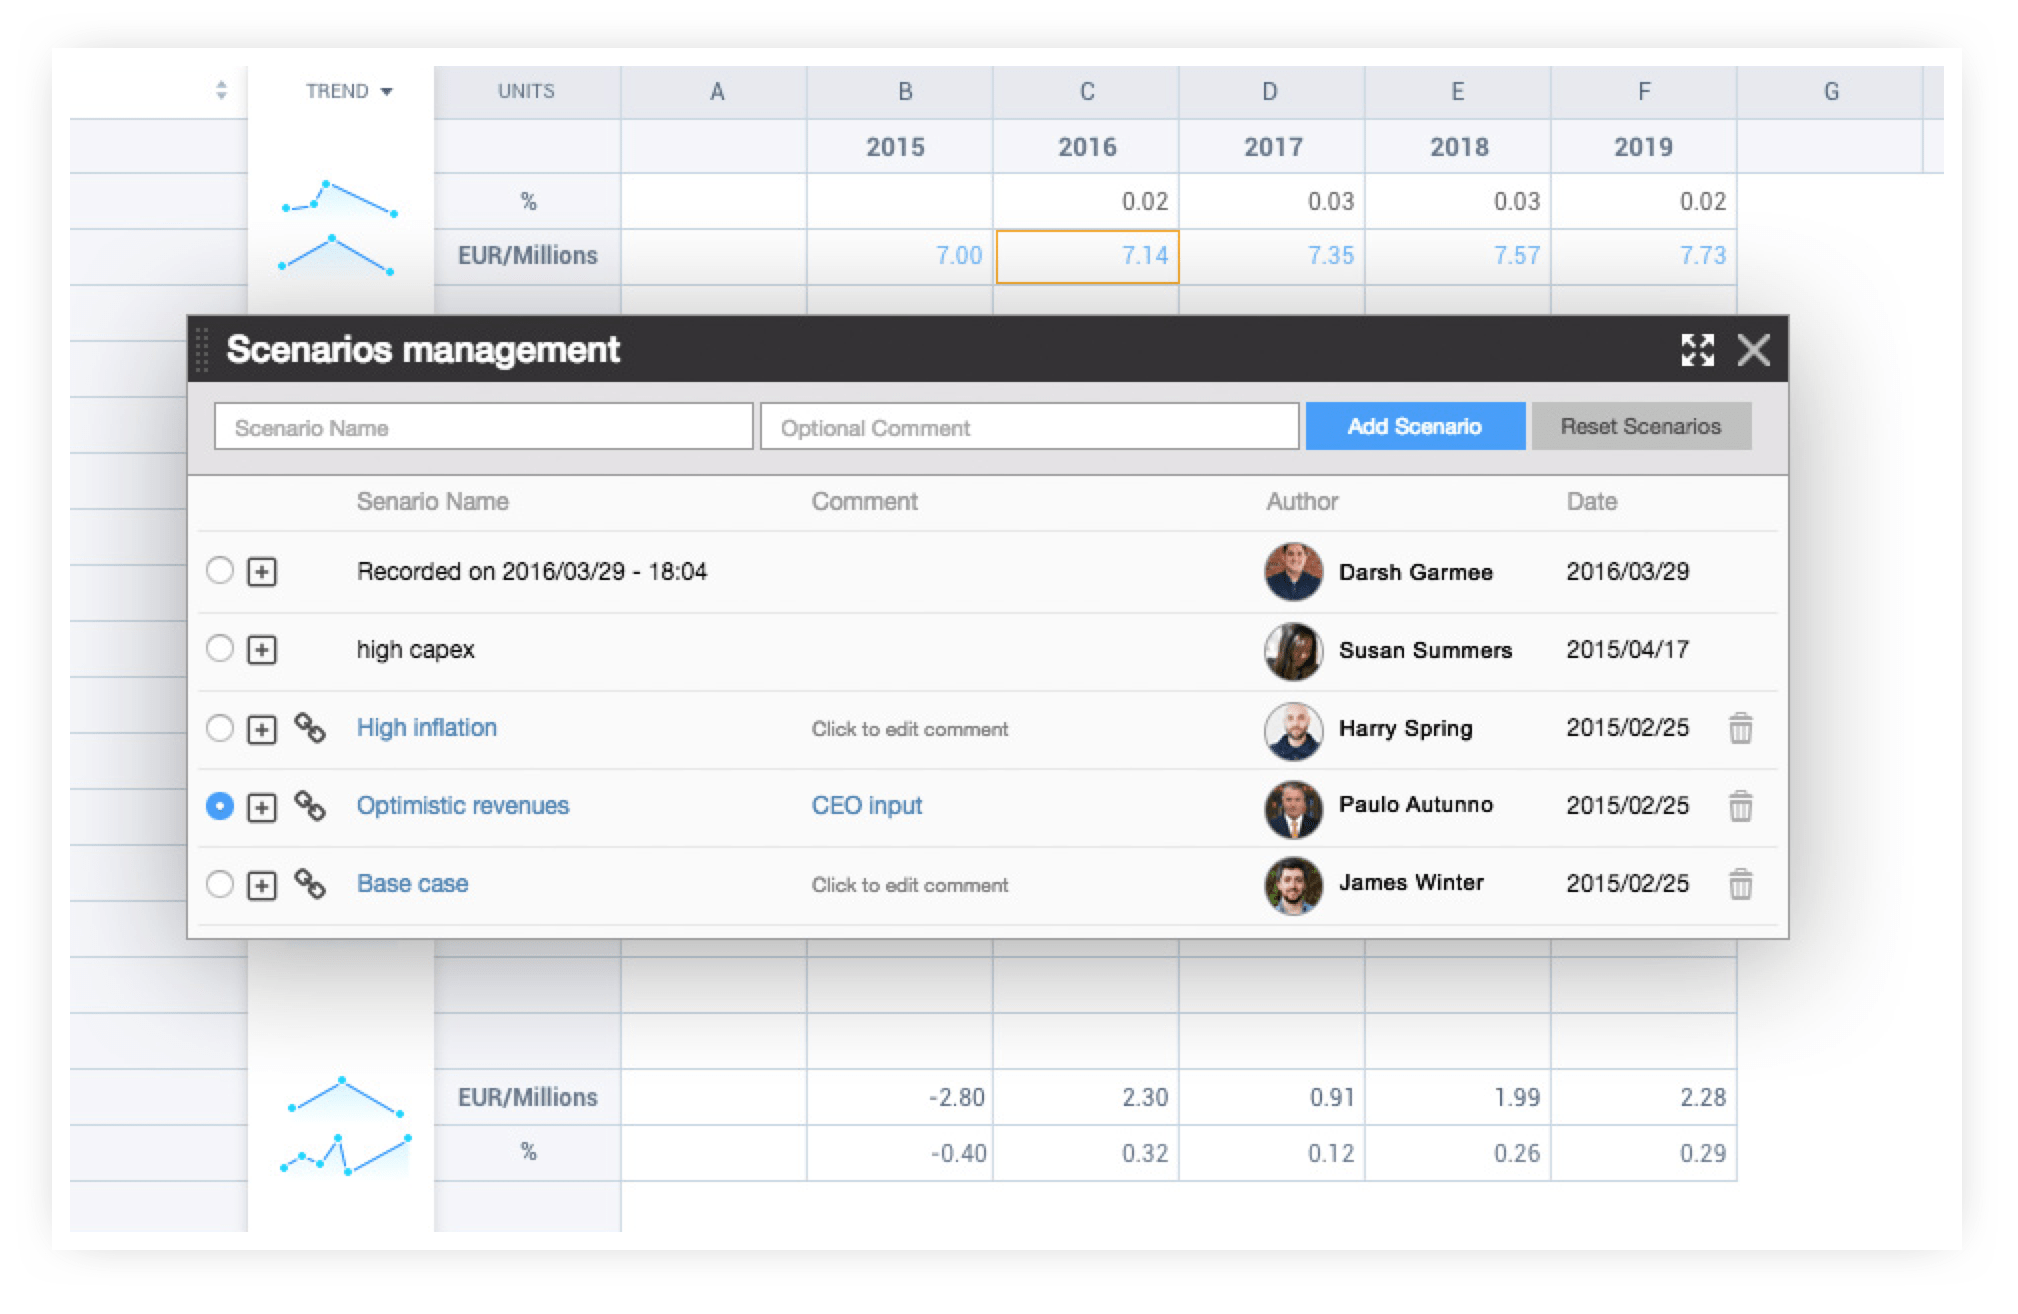 TREND UNITS A B C D E F G
2015 2016 2017 2018 2019
% 0.02 0.03 0.03 0.02
EUR/Millions 7.00 7.14 7.35 7.57 7.73
Scenarios management
Scenario Name Optional Comment Add Scenario Reset Scenarios
Senario Name Comment Author Date
Recorded on 2016/03/29 - 18:04 Darsh Garmee 2016/03/29
high capex Susan Summers 2015/04/17
High inflation Click to edit comment Harry Spring 2015/02/25
Optimistic revenues CEO input Paulo Autunno 2015/02/25
Base case Click to edit comment James Winter 2015/02/25
EUR/Millions -2.80 2.30 0.91 1.99 2.28
% -0.40 0.32 0.12 0.26 0.29